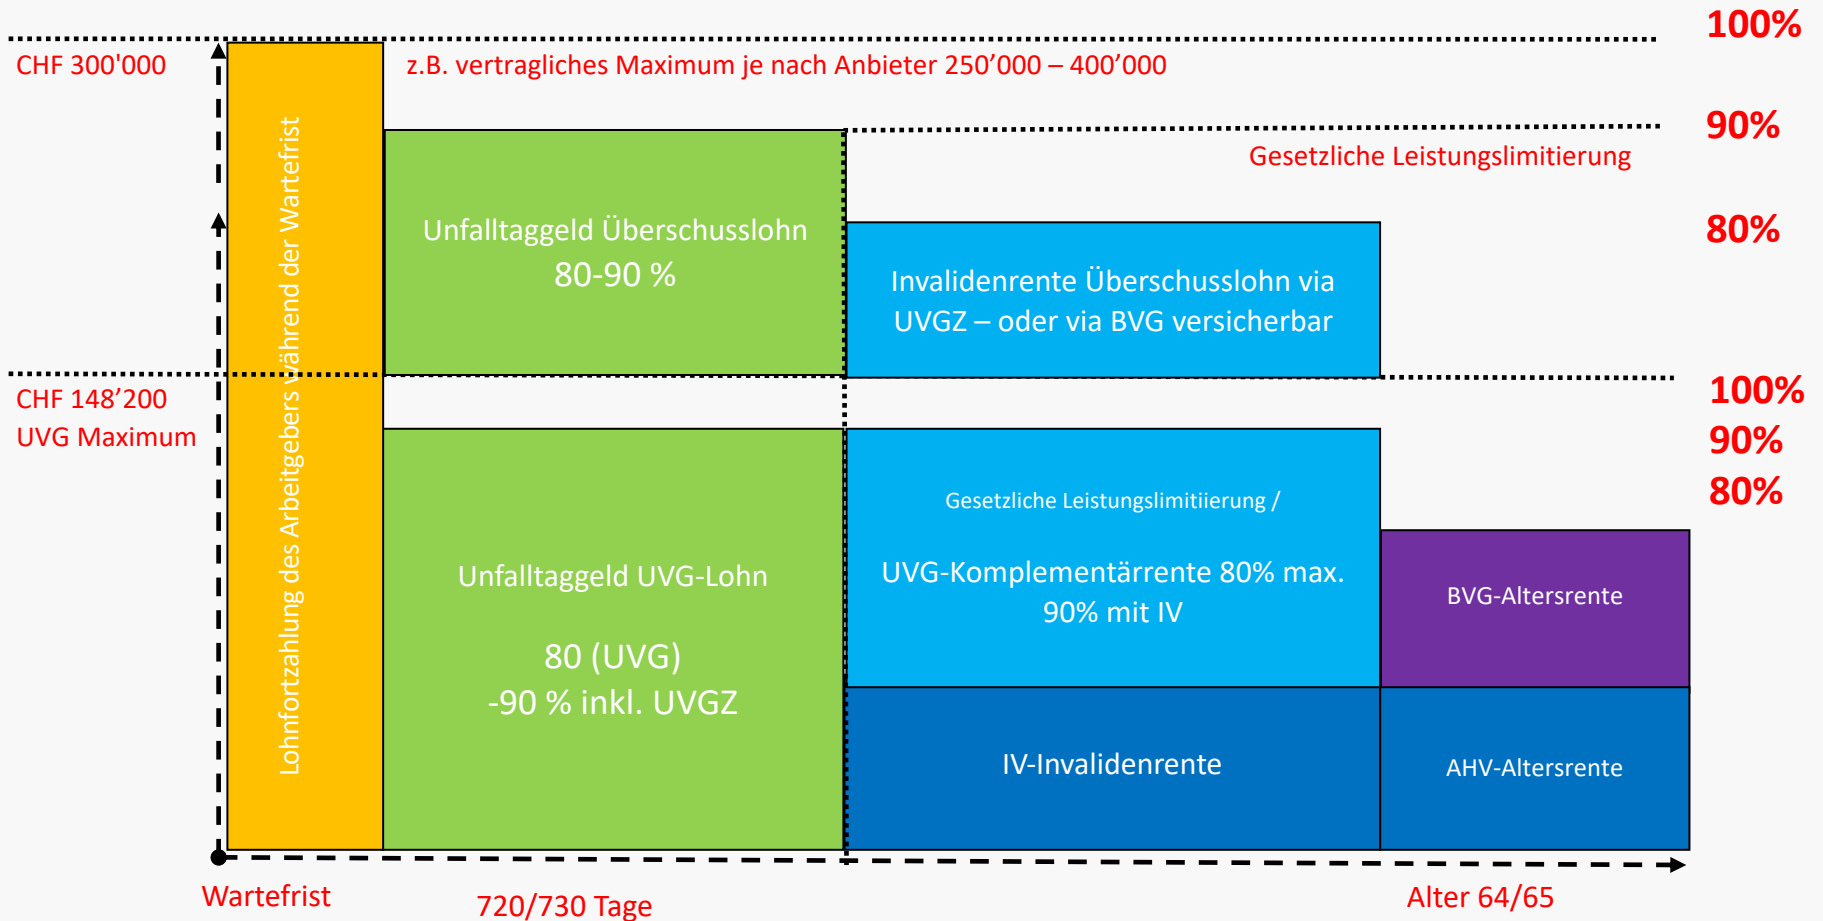 100%
CHF 300'000
z.B. vertragliches Maximum je nach Anbieter 250’000 – 400’000
90%
Gesetzliche Leistungslimitierung
80%
Lohnfortzahlung des Arbeitgebers während der Wartefrist
Unfalltaggeld Überschusslohn
80-90 %
Invalidenrente Überschusslohn via
UVGZ – oder via BVG versicherbar
CHF 148’200
UVG Maximum
100%
90%
80%
Gesetzliche Leistungslimitiierung /
UVG-Komplementärrente 80% max.
90% mit IV
Unfalltaggeld UVG-Lohn
80 (UVG)
-90 % inkl. UVGZ
BVG-Altersrente
IV-Invalidenrente
AHV-Altersrente
Wartefrist
720/730 Tage
Alter 64/65